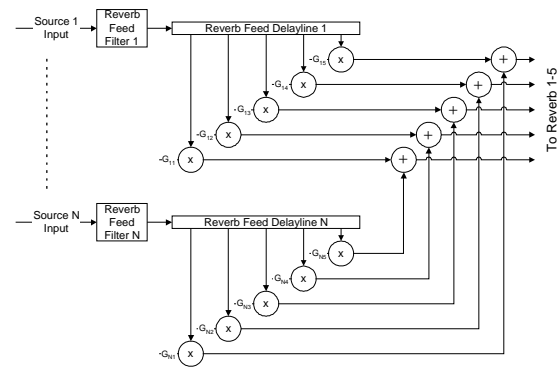 Source 1
Input
Reverb
Feed
Filter 1
Reverb Feed Delayline 1
-G15
x
+
-G14
x
+
-G13
x
+
-G12
x
+
-G11
x
+
To Reverb 1-5
Source N
Input
Reverb
Feed
Filter N
Reverb Feed Delayline N
-GN5
x
-GN4
x
-GN3
x
-GN2
x
-GN1
x